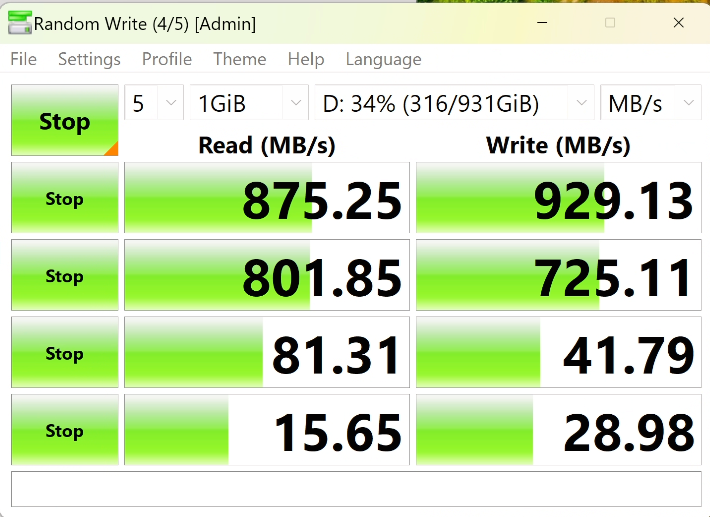 Random Write (4/5) [Admin]
File Settings Profile Theme Help Language
Stop 5 1GiB D: 34% (316/931GiB) MB/s
Read (MB/s) Write (MB/s)
Stop 875.25 929.13
Stop 801.85 725.11
Stop 81.31 41.79
Stop 15.65 28.98